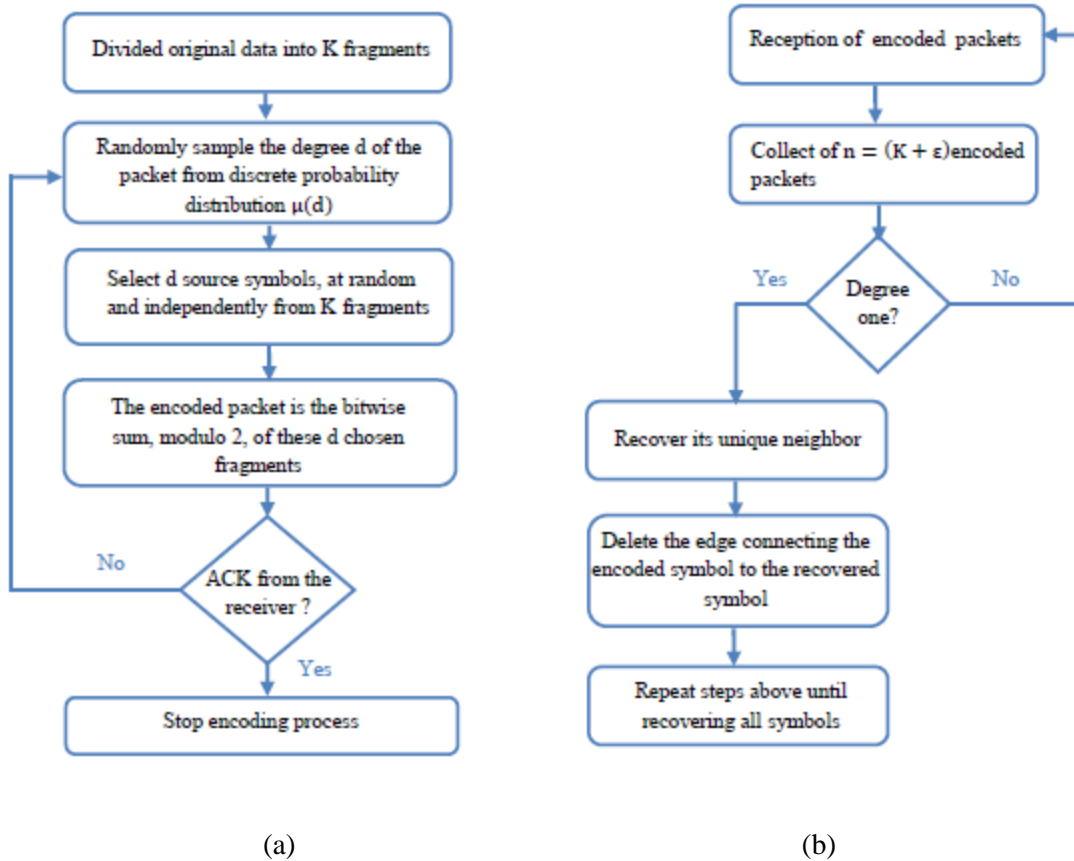 Divided original data into K fragments
Randomly sample the degree d of the
packet from discrete probability
distribution μ(d)
Select d source symbols, at random
and independently from K fragments
The encoded packet is the bitwise
sum, modulo 2, of these d chosen
fragments
No
ACK from the
receiver ?
Yes
Stop encoding process
(a)
Reception of encoded packets
Collect of n = (K + ε)encoded
packets
Yes
Degree
one?
No
Recover its unique neighbor
Delete the edge connecting the
encoded symbol to the recovered
symbol
Repeat steps above until
recovering all symbols
(b)